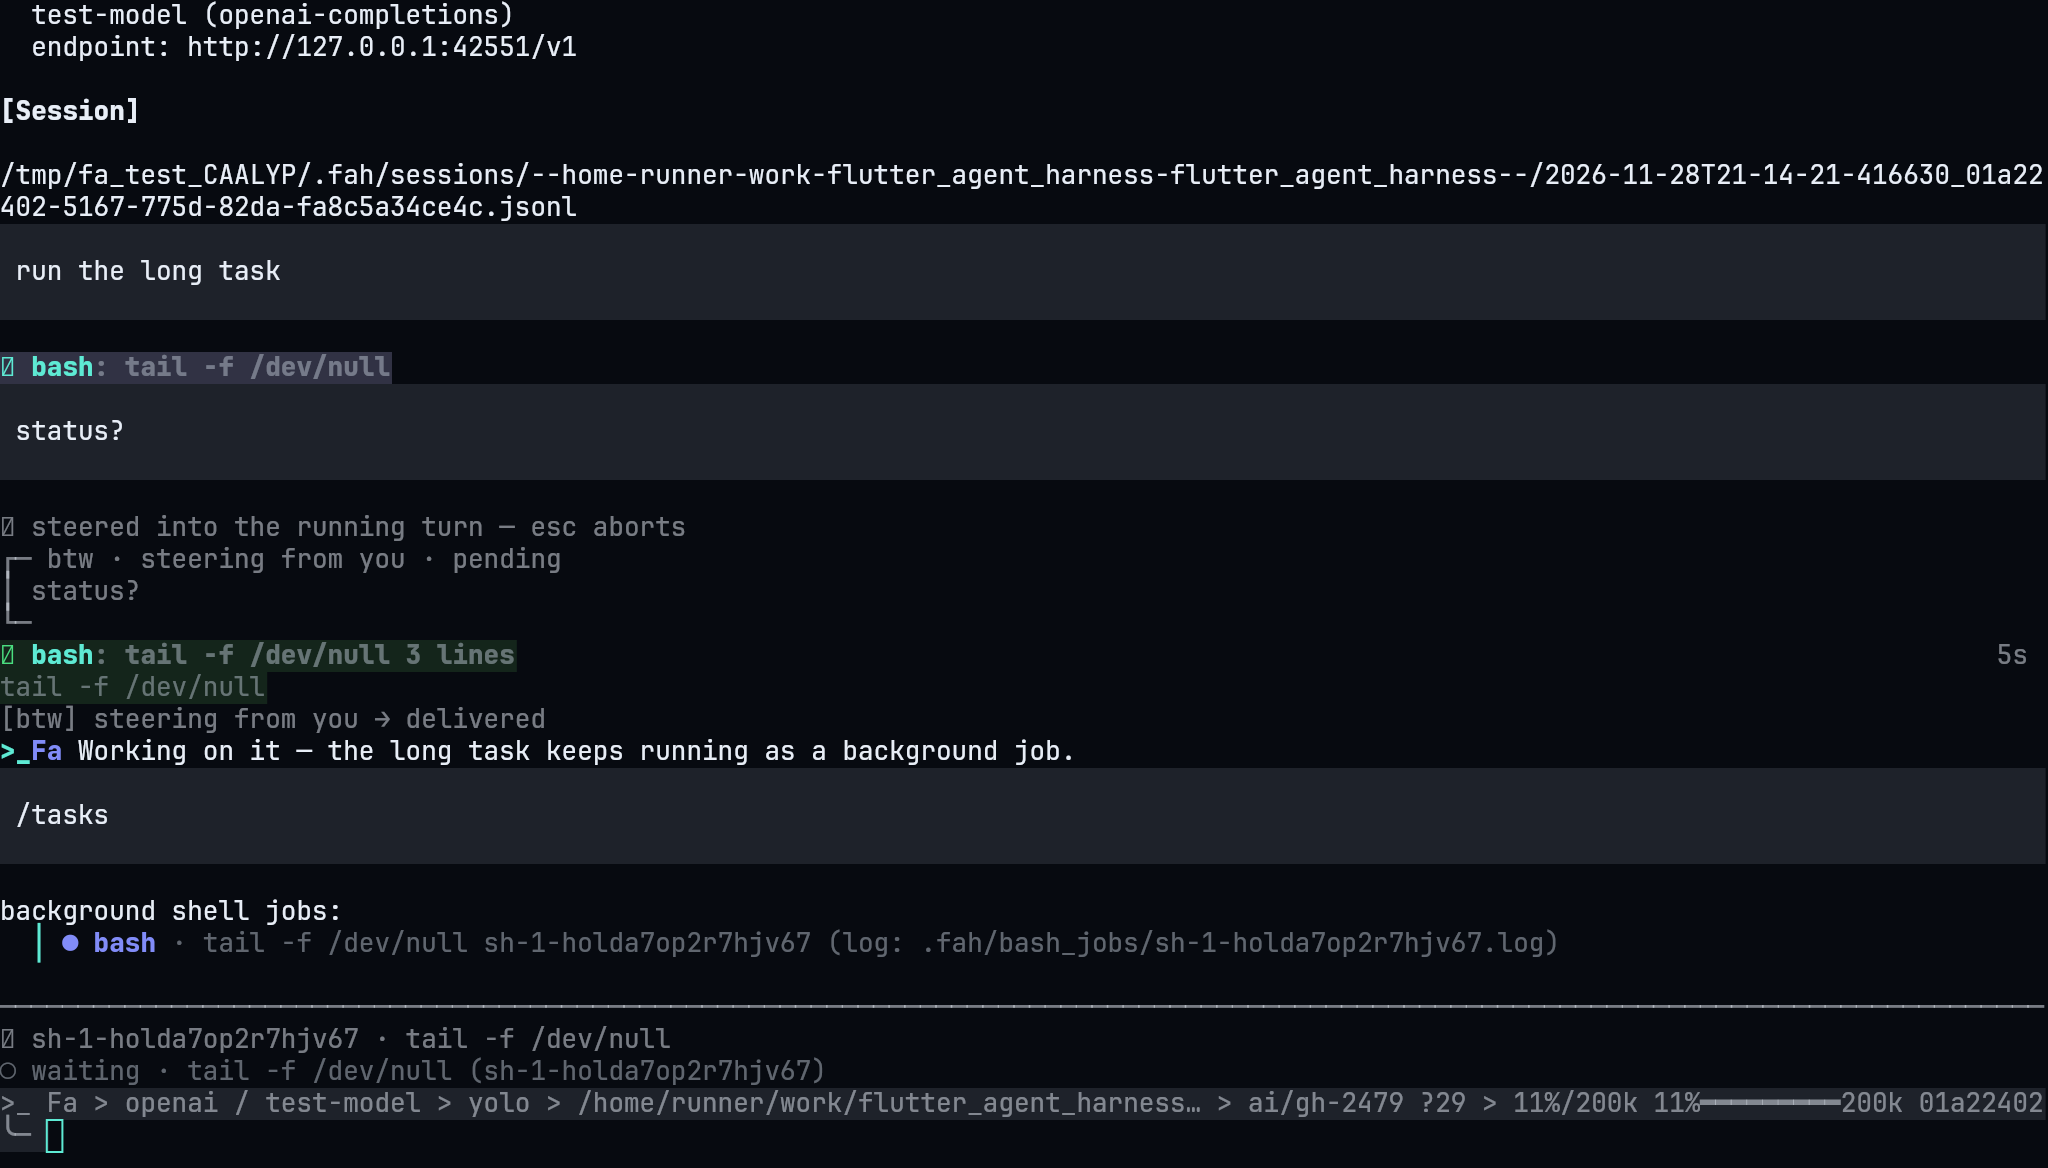 test-model (openai-completions)
endpoint: http://127.0.0.1:42551/v1
[Session]
/tmp/fa_test_CAALYP/.fah/sessions/--home-runner-work-flutter_agent_harness-flutter_agent_harness--/2026-11-28T21-14-21-416630_01a22
402-5167-775d-82da-fa8c5a34ce4c.jsonl
run the long task
bash: tail -f /dev/null
status?
steered into the running turn — esc aborts
btw · steering from you · pending
status?
bash: tail -f /dev/null 3 lines 5s
tail -f /dev/null
[btw] steering from you → delivered
>_Fa Working on it — the long task keeps running as a background job.
/tasks
background shell jobs:
● bash · tail -f /dev/null sh-1-holda7op2r7hjv67 (log: .fah/bash_jobs/sh-1-holda7op2r7hjv67.log)
sh-1-holda7op2r7hjv67 · tail -f /dev/null
○ waiting · tail -f /dev/null (sh-1-holda7op2r7hjv67)
>_ Fa > openai / test-model > yolo > /home/runner/work/flutter_agent_harness… > ai/gh-2479 ?29 > 11%/200k 11%━━━━━━━━━200k 01a22402